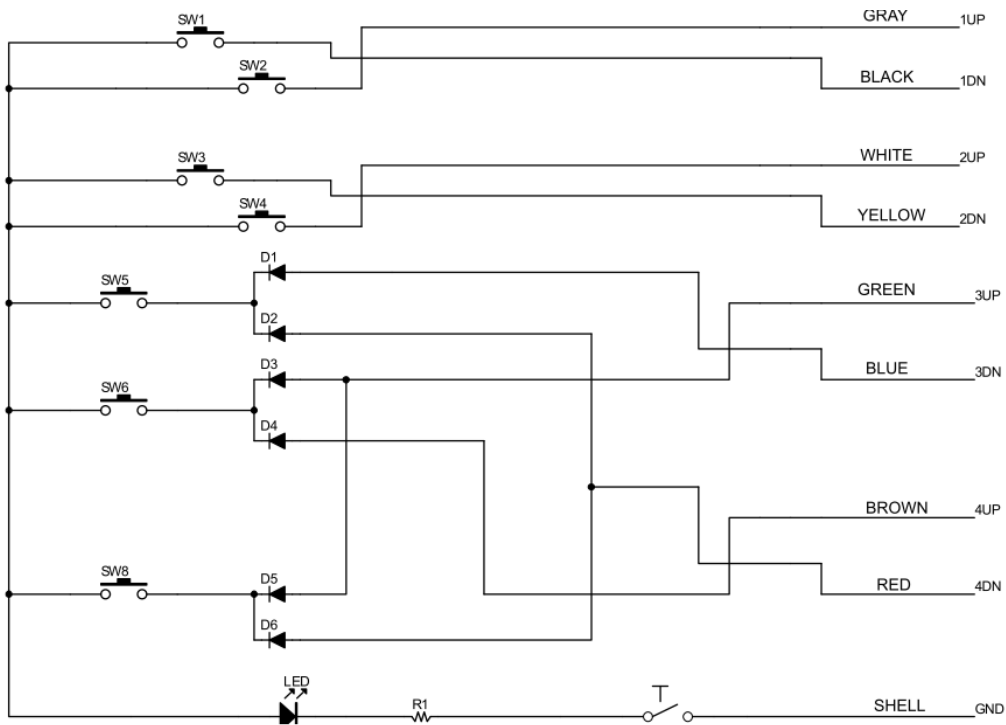 SW1 GRAY 1UP
SW2 BLACK 1DN
SW3 WHITE 2UP
SW4 YELLOW 2DN
D1
SW5 GREEN 3UP
D2
D3 BLUE 3DN
SW6
D4
BROWN 4UP
SW8 D5 RED 4DN
D6
LED R1 T SHELL GND